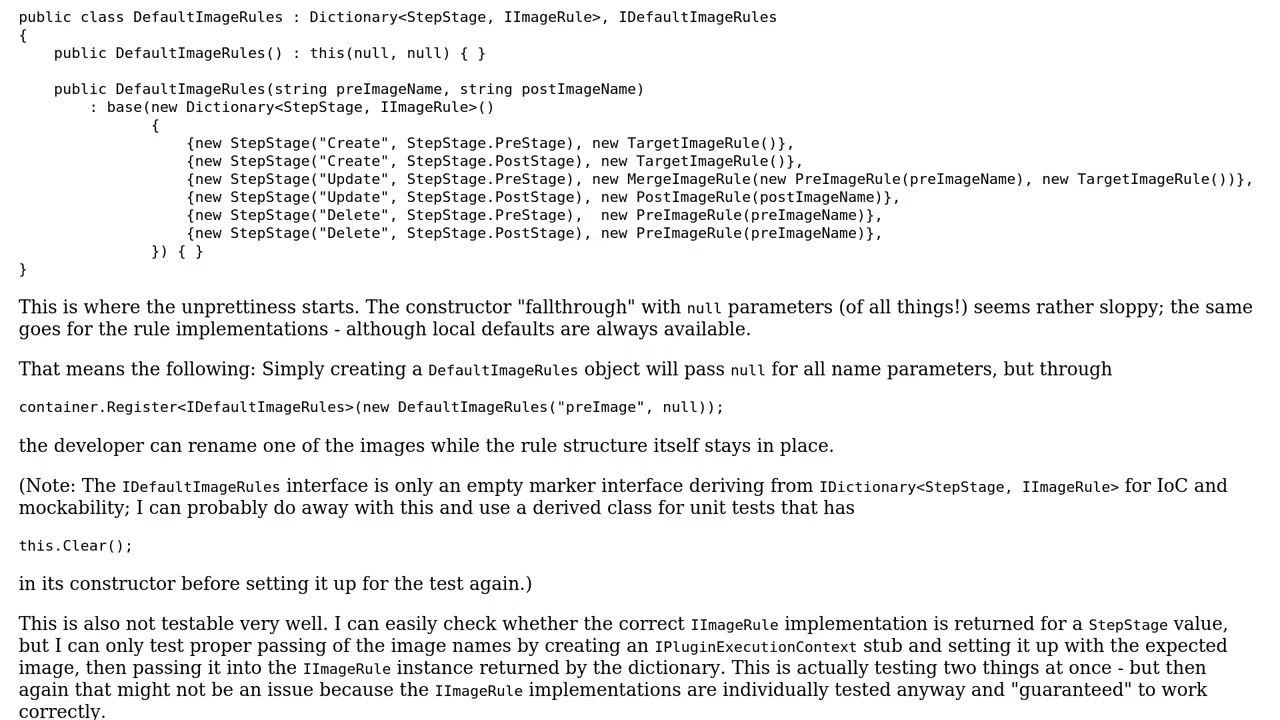 public class DefaultImageRules : Dictionary<StepStage, IImageRule>, IDefaultImageRules
{
    public DefaultImageRules() : this(null, null) { }

    public DefaultImageRules(string preImageName, string postImageName)
        : base(new Dictionary<StepStage, IImageRule>()
               {
                   {new StepStage("Create", StepStage.PreStage), new TargetImageRule()},
                   {new StepStage("Create", StepStage.PostStage), new TargetImageRule()},
                   {new StepStage("Update", StepStage.PreStage), new MergeImageRule(new PreImageRule(preImageName), new TargetImageRule())},
                   {new StepStage("Update", StepStage.PostStage), new PostImageRule(postImageName)},
                   {new StepStage("Delete", StepStage.PreStage),  new PreImageRule(preImageName)},
                   {new StepStage("Delete", StepStage.PostStage), new PreImageRule(preImageName)},
               }) { }
}
This is where the unprettiness starts. The constructor "fallthrough" with null parameters (of all things!) seems rather sloppy; the same
goes for the rule implementations - although local defaults are always available.
That means the following: Simply creating a DefaultImageRules object will pass null for all name parameters, but through
container.Register<IDefaultImageRules>(new DefaultImageRules("preImage", null));
the developer can rename one of the images while the rule structure itself stays in place.
(Note: The IDefaultImageRules interface is only an empty marker interface deriving from IDictionary<StepStage, IImageRule> for IoC and
mockability; I can probably do away with this and use a derived class for unit tests that has
this.Clear();
in its constructor before setting it up for the test again.)
This is also not testable very well. I can easily check whether the correct IImageRule implementation is returned for a StepStage value,
but I can only test proper passing of the image names by creating an IPluginExecutionContext stub and setting it up with the expected
image, then passing it into the IImageRule instance returned by the dictionary. This is actually testing two things at once - but then
again that might not be an issue because the IImageRule implementations are individually tested anyway and "guaranteed" to work
correctly.